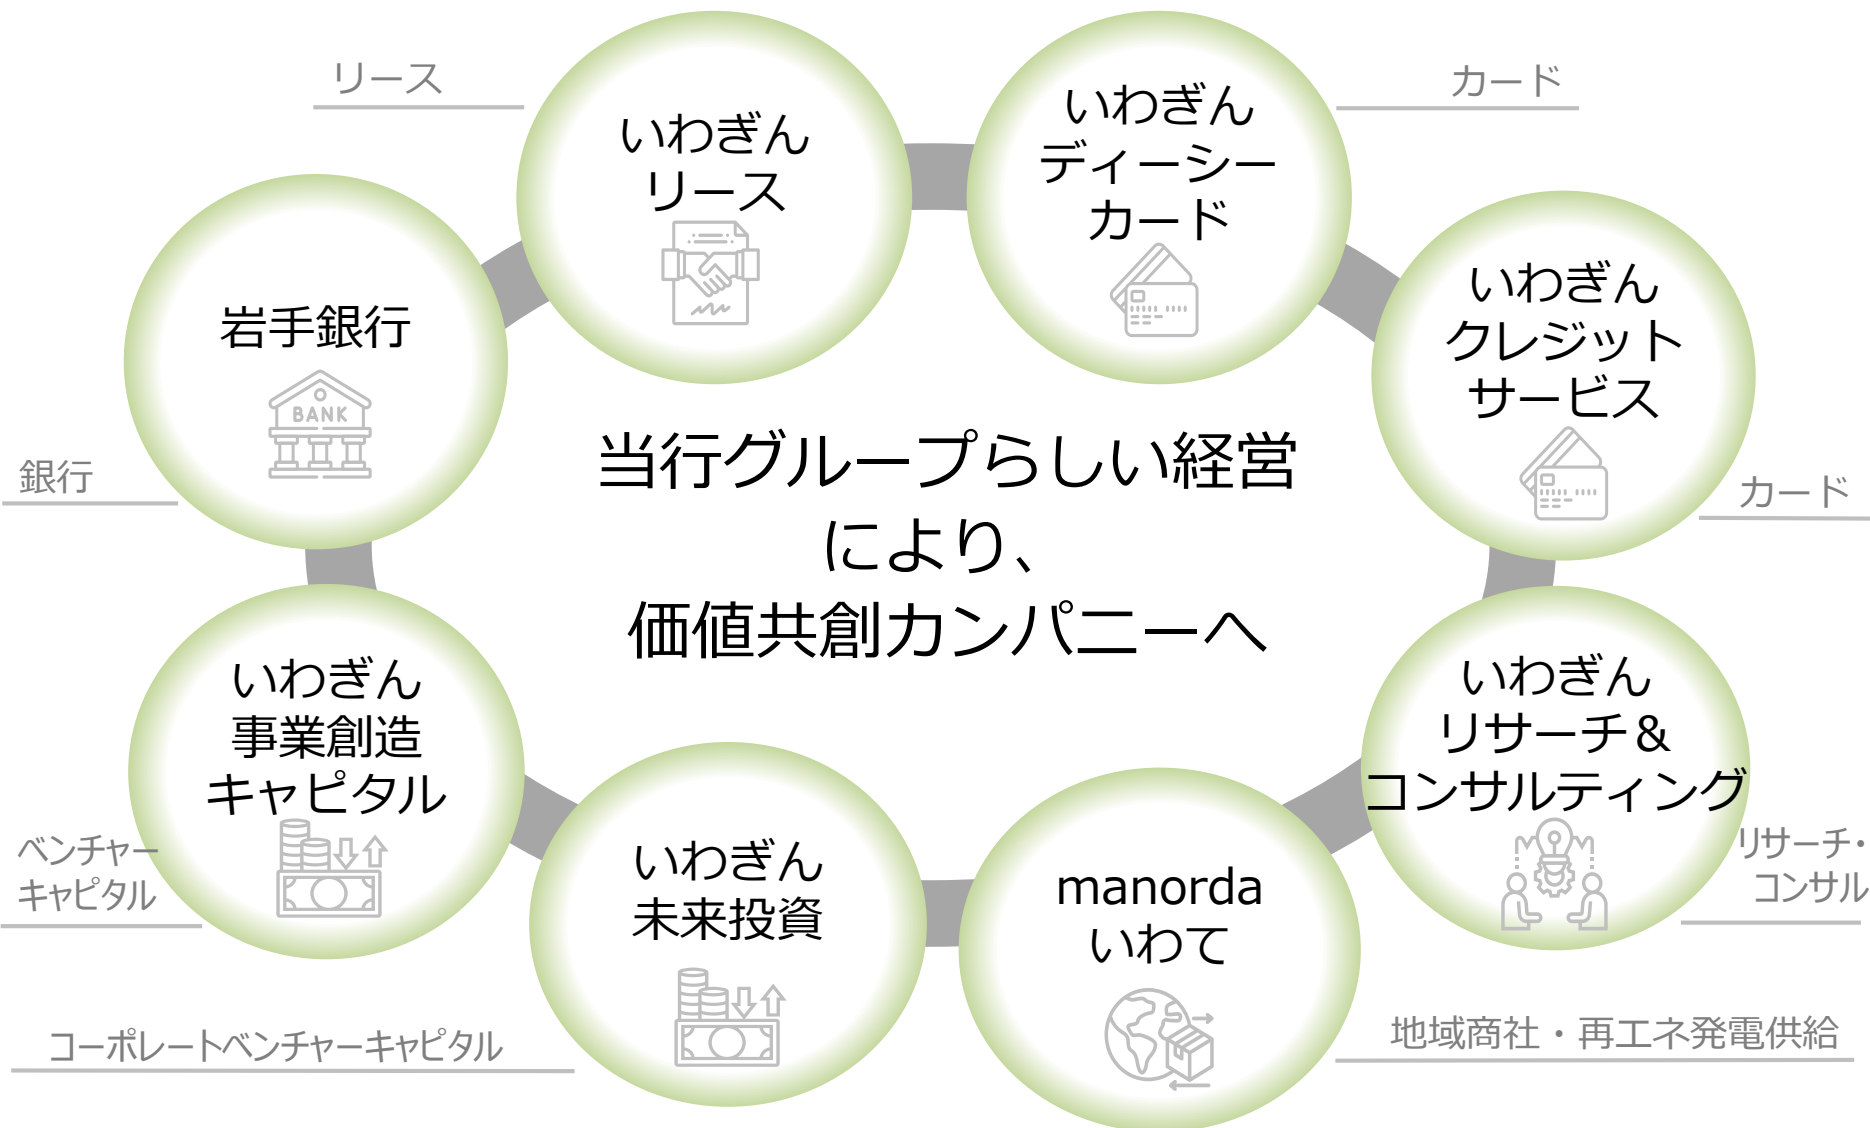 リース
カード
いわぎん
リース
いわぎん
ディーシー
カード
岩手銀行
BANK
銀行
いわぎん
クレジット
サービス
カード
当行グループらしい経営
により、
価値共創カンパニーへ
いわぎん
事業創造
キャピタル
ベンチャー
キャピタル
いわぎん
未来投資
コーポレートベンチャーキャピタル
manorda
いわて
地域商社・再エネ発電供給
いわぎん
リサーチ＆
コンサルティング
リサーチ・
コンサル